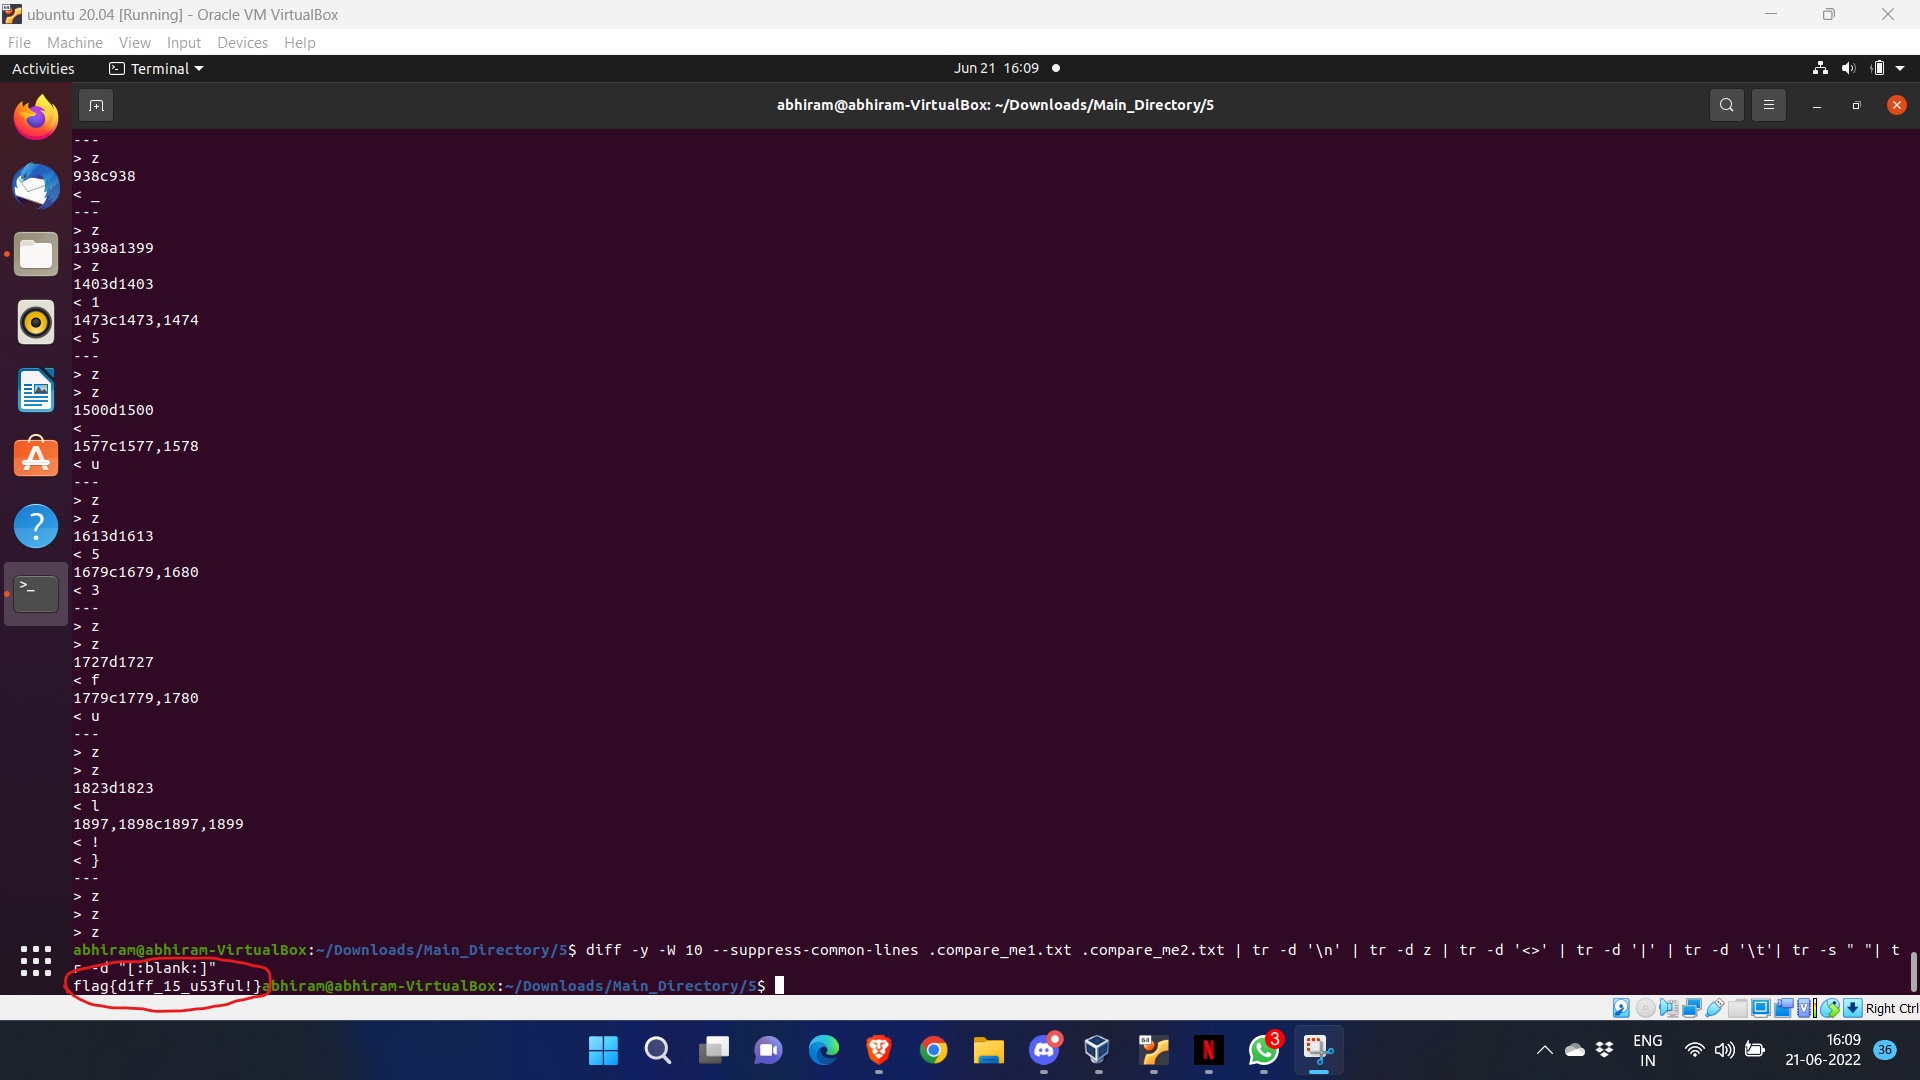 ubuntu 20.04 [Running] - Oracle VM VirtualBox
File Machine View Input Devices Help
Activities Terminal Jun 21 16:09
abhiram@abhiram-VirtualBox: ~/Downloads/Main_Directory/5
---
> z
938c938
< _
---
> z
1398a1399
> z
1403d1403
< 1
1473c1473,1474
< 5
---
> z
> z
1500d1500
< _
1577c1577,1578
< u
---
> z
> z
1613d1613
< 5
1679c1679,1680
< 3
---
> z
> z
1727d1727
< f
1779c1779,1780
< u
---
> z
> z
1823d1823
< l
1897,1898c1897,1899
< !
< }
---
> z
> z
> z
abhiram@abhiram-VirtualBox:~/Downloads/Main_Directory/5$ diff -y -W 10 --suppress-common-lines .compare_me1.txt .compare_me2.txt | tr -d '\n' | tr -d z | tr -d '<>' | tr -d '|' | tr -d '\t'| tr -s " "| t
r -d "[:blank:]"
flag{d1ff_15_u53ful!}abhiram@abhiram-VirtualBox:~/Downloads/Main_Directory/5$
Right Ctrl
3
ENG
IN
16:09
21-06-2022
36